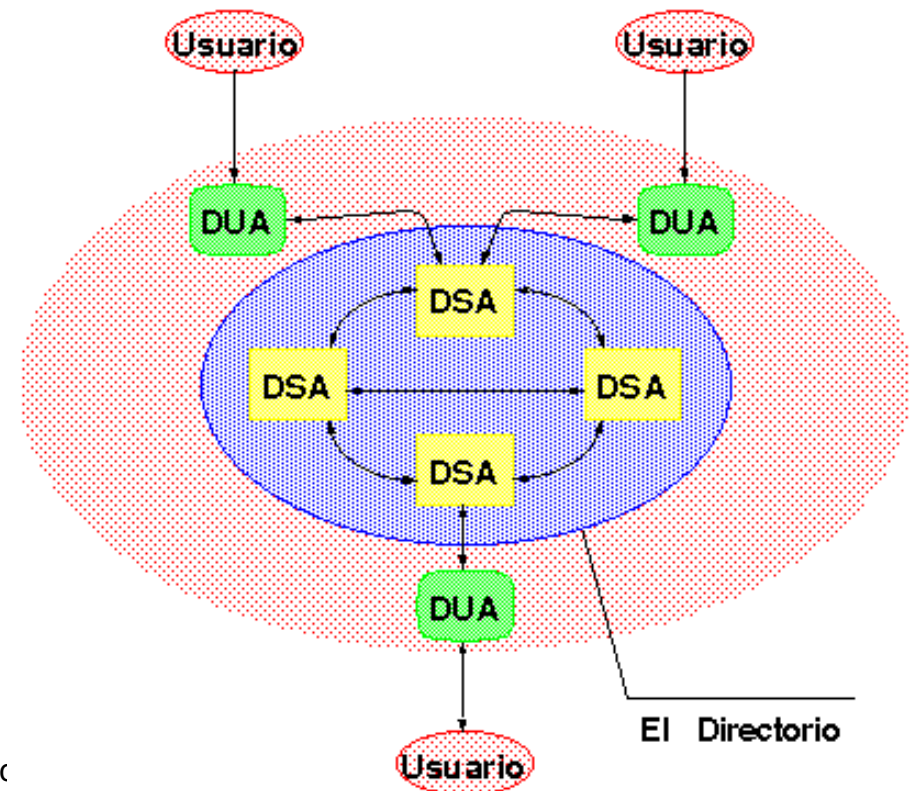 Usuario Usuario
DUA DUA
DSA
DSA DSA
DSA
DUA
El Directorio
Usuario